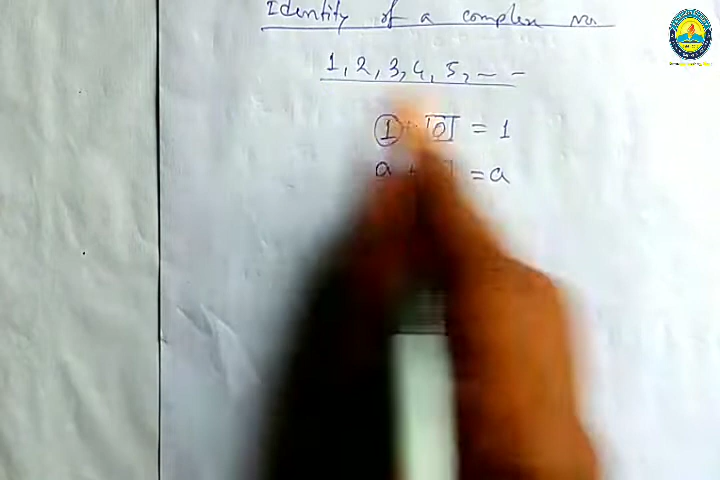 Identity of a complex no
1, 2, 3, 4, 5, - -
1 + 0 = 1
a + = a